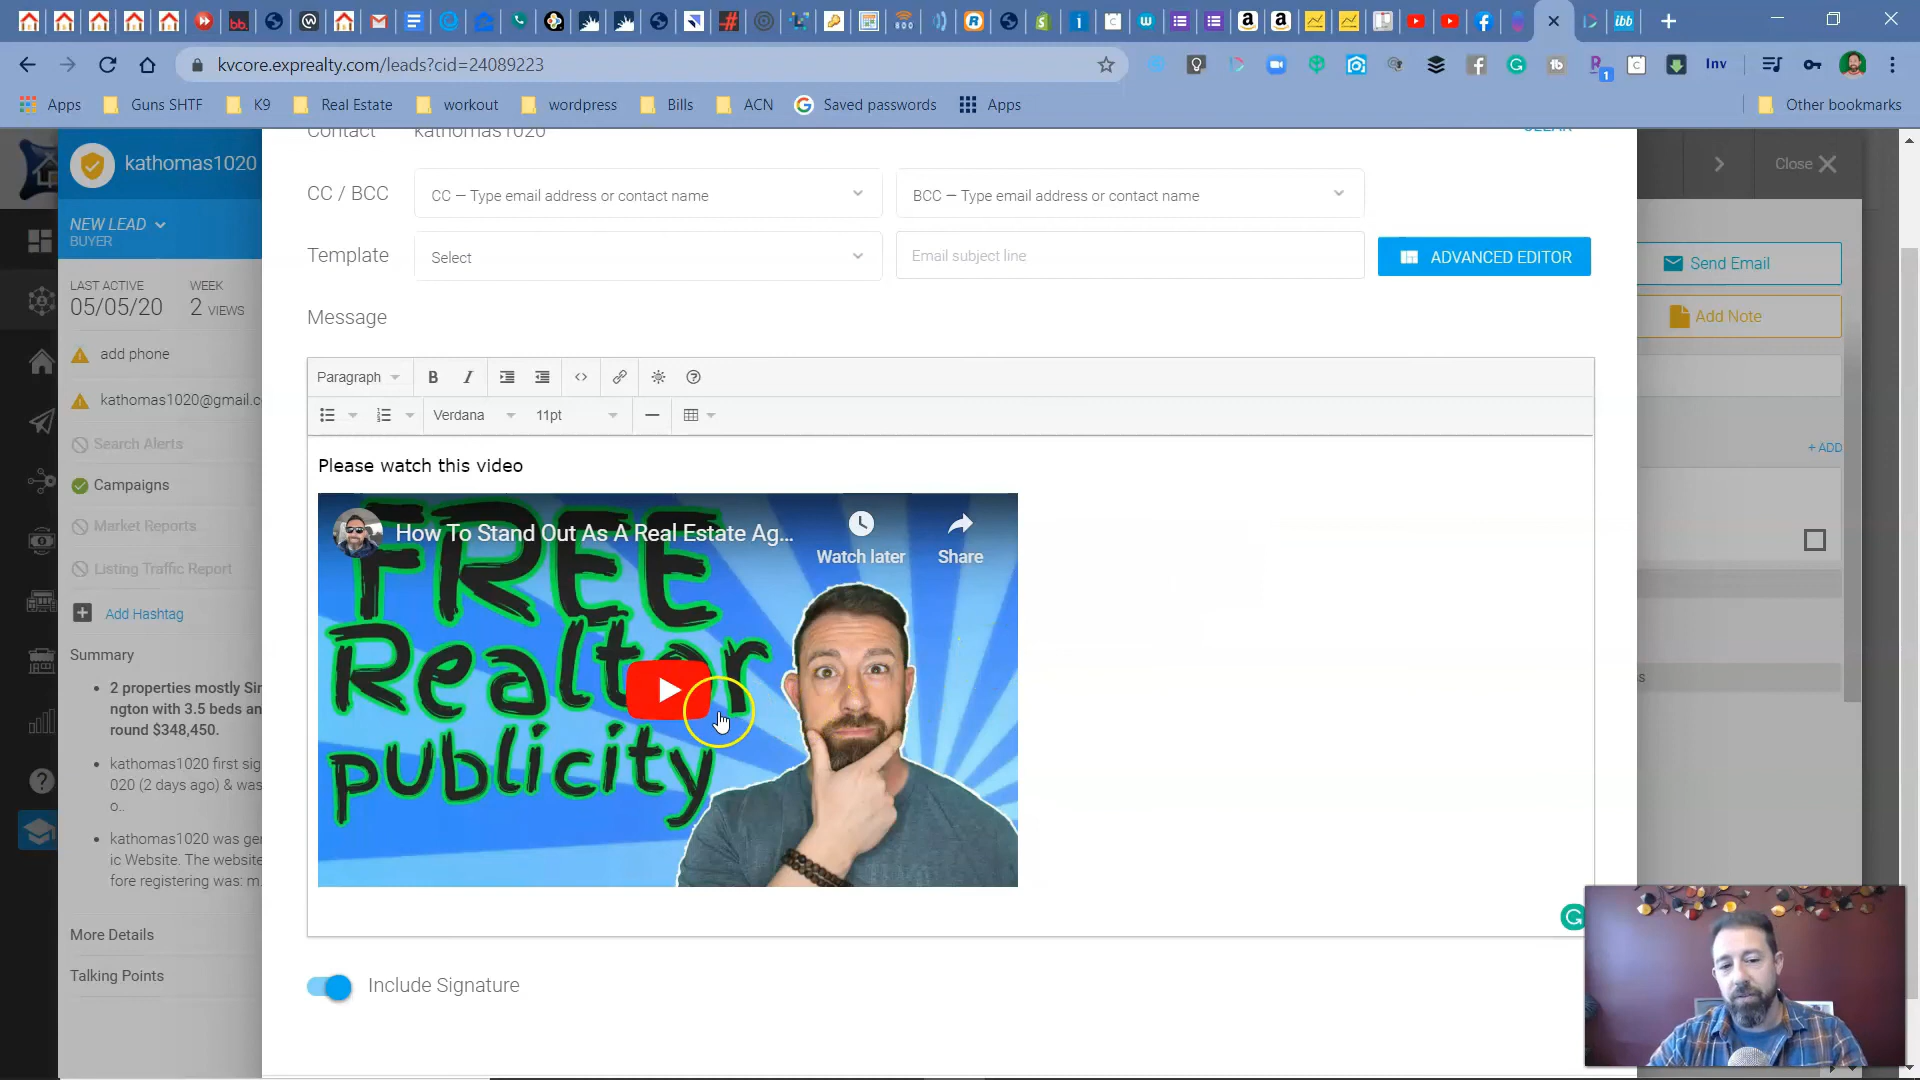 kvcore.exprealty.com/leads?cid=24089223
Inv
1
Apps
Guns SHTF
K9
Real Estate
workout
wordpress
Bills
ACN
Saved passwords
Apps
Other bookmarks
Contact
kathomas1020
CLEAR
kathomas1020
CC / BCC
CC — Type email address or contact name
BCC — Type email address or contact name
Close
NEW LEAD
BUYER
Template
Select
Email subject line
ADVANCED EDITOR
Send Email
LAST ACTIVE
05/05/20
WEEK
2 VIEWS
Add Note
Message
add phone
kathomas1020@gmail.c
Paragraph
B
I
Verdana
11pt
Search Alerts
Campaigns
Market Reports
Listing Traffic Report
Add Hashtag
+ ADD
Please watch this video
How To Stand Out As A Real Estate Ag...
Watch later
Share
FREE
Realtor
publicity
Summary
2 properties mostly Sin
ngton with 3.5 beds an
round $348,450.
kathomas1020 first sig
020 (2 days ago) & was
o..
kathomas1020 was ger
ic Website. The website
fore registering was: m
More Details
Talking Points
Include Signature